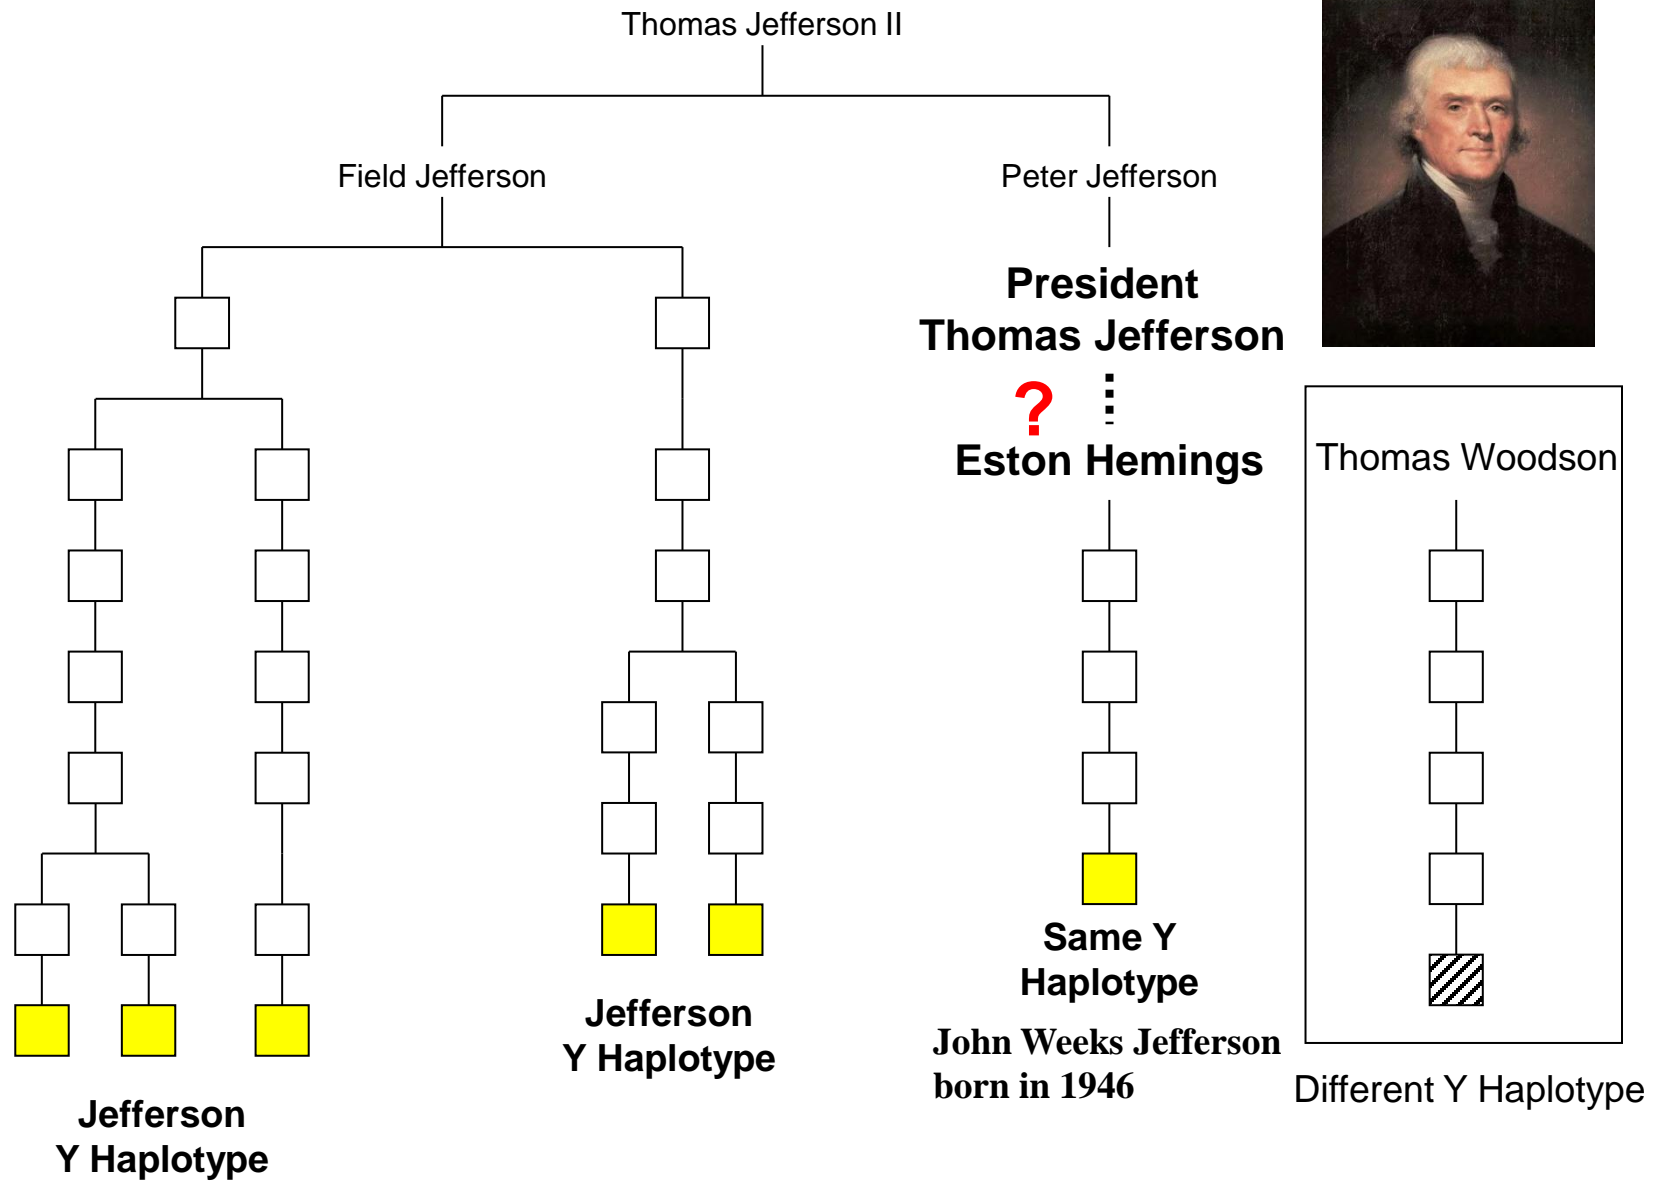 Thomas Jefferson II
Field Jefferson
Peter Jefferson
President
Thomas Jefferson
?
Eston Hemings
Thomas Woodson
Same Y
Haplotype
John Weeks Jefferson
born in 1946
Different Y Haplotype
Jefferson
Y Haplotype
Jefferson
Y Haplotype